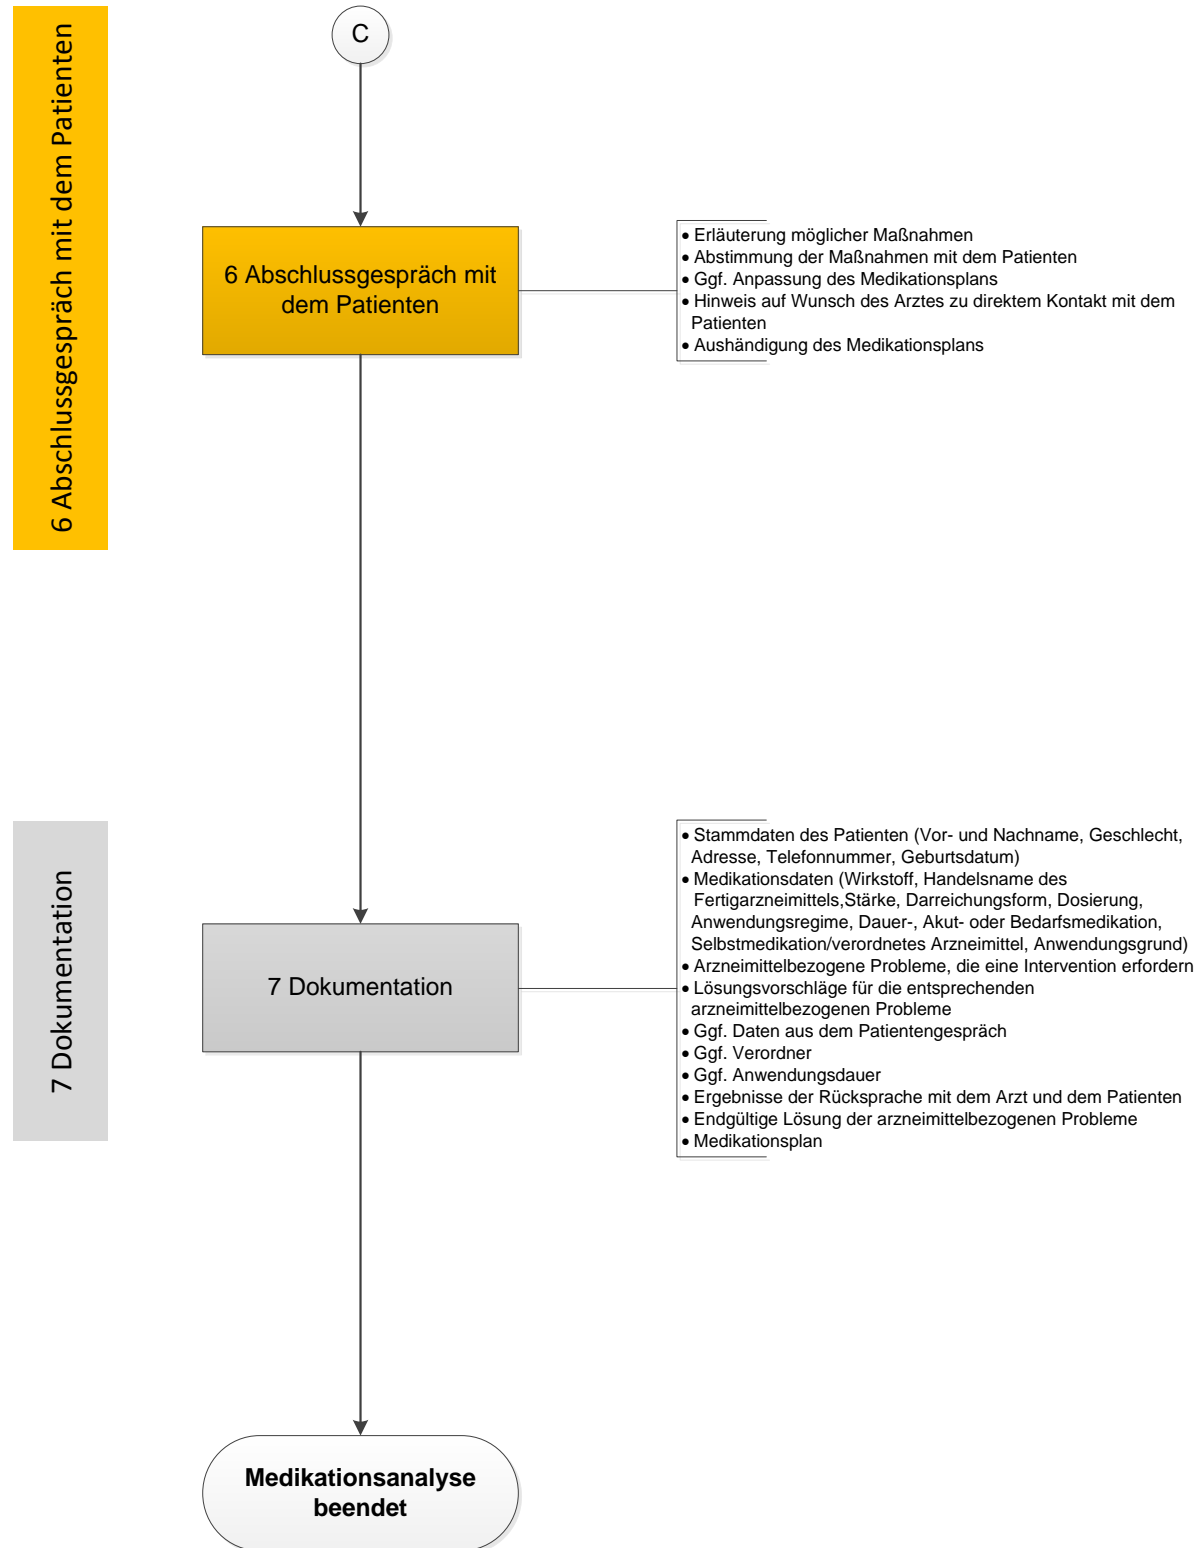 C
6 Abschlussgespräch mit dem Patienten
6 Abschlussgespräch mit
dem Patienten
• Erläuterung möglicher Maßnahmen
• Abstimmung der Maßnahmen mit dem Patienten
• Ggf. Anpassung des Medikationsplans
• Hinweis auf Wunsch des Arztes zu direktem Kontakt mit dem
Patienten
• Aushändigung des Medikationsplans
7 Dokumentation
7 Dokumentation
• Stammdaten des Patienten (Vor- und Nachname, Geschlecht,
Adresse, Telefonnummer, Geburtsdatum)
• Medikationsdaten (Wirkstoff, Handelsname des
Fertigarzneimittels,Stärke, Darreichungsform, Dosierung,
Anwendungsregime, Dauer-, Akut- oder Bedarfsmedikation,
Selbstmedikation/verordnetes Arzneimittel, Anwendungsgrund)
• Arzneimittelbezogene Probleme, die eine Intervention erfordern
• Lösungsvorschläge für die entsprechenden
arzneimittelbezogenen Probleme
• Ggf. Daten aus dem Patientengespräch
• Ggf. Verordner
• Ggf. Anwendungsdauer
• Ergebnisse der Rücksprache mit dem Arzt und dem Patienten
• Endgültige Lösung der arzneimittelbezogenen Probleme
• Medikationsplan
Medikationsanalyse
beendet